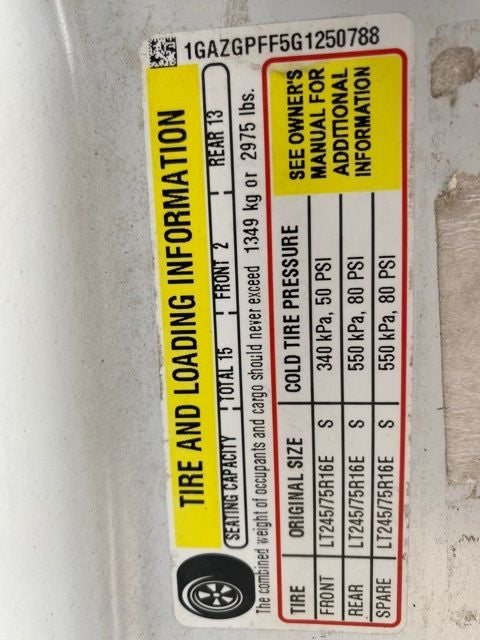 1GAZGPFF5G1250788
TIRE AND LOADING INFORMATION
SEATING CAPACITY TOTAL 15 FRONT 2 REAR 13
The combined weight of occupants and cargo should never exceed 1349 kg or 2975 lbs.
TIRE ORIGINAL SIZE COLD TIRE PRESSURE
FRONT LT245/75R16E S 340 kPa, 50 PSI
REAR LT245/75R16E S 550 kPa, 80 PSI
SPARE LT245/75R16E S 550 kPa, 80 PSI
SEE OWNER'S
MANUAL FOR
ADDITIONAL
INFORMATION